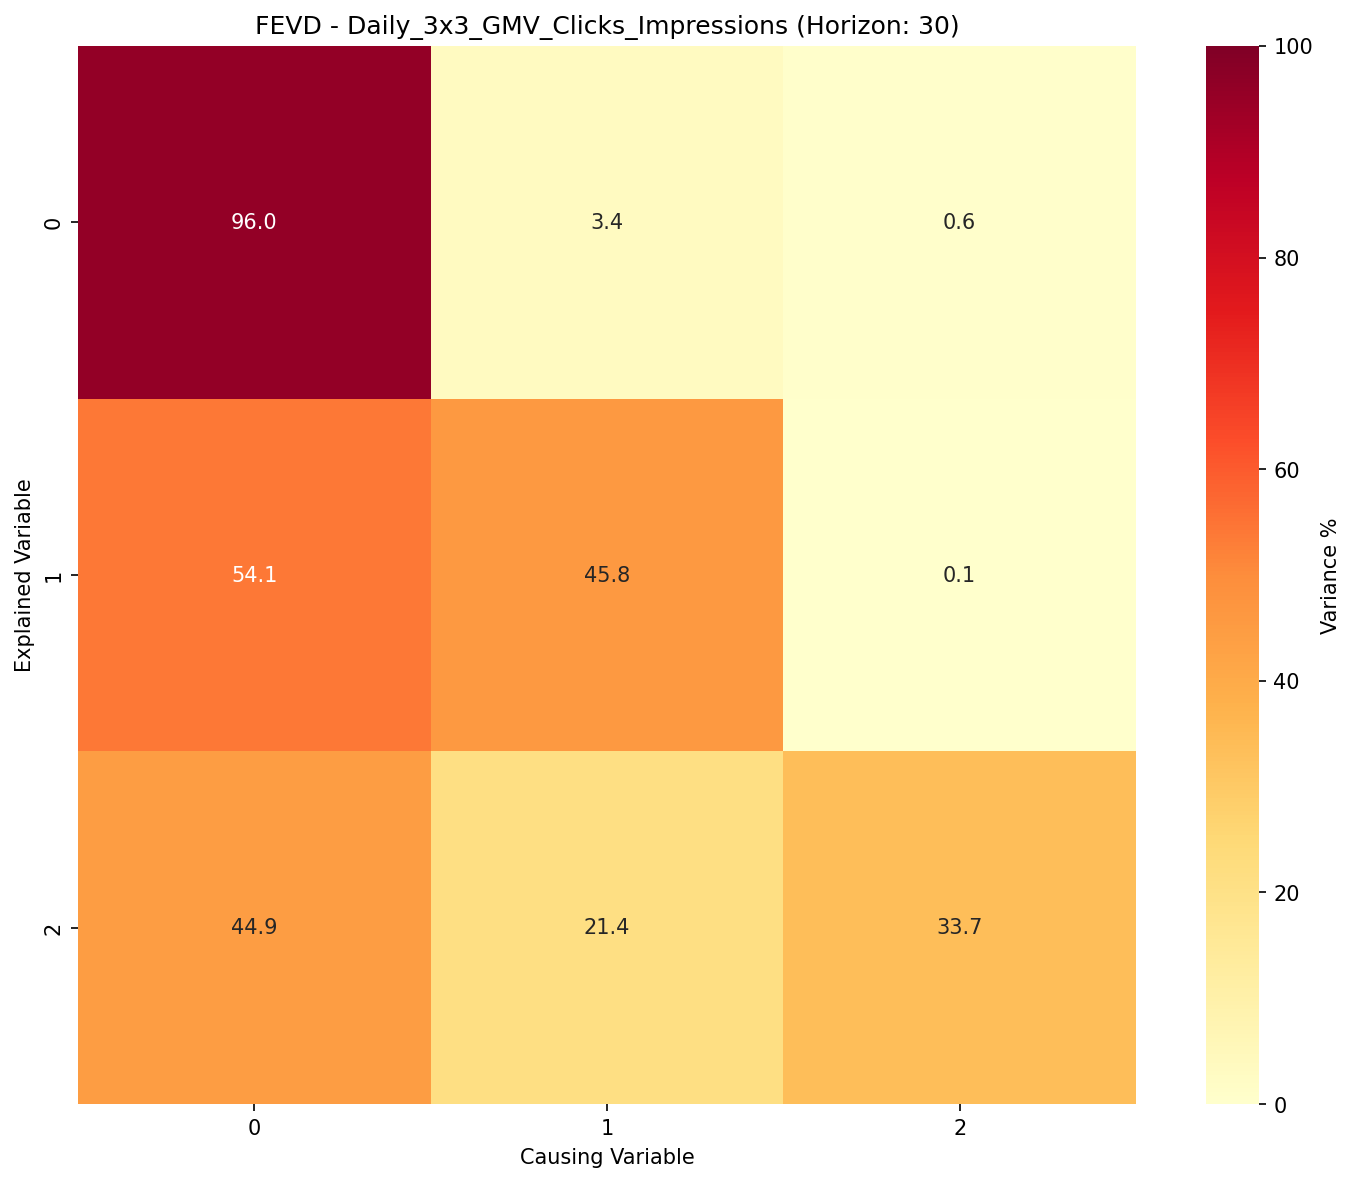 FEVD - Daily_3x3_GMV_Clicks_Impressions (Horizon: 30)
Explained Variable
0
1
2
96.0 3.4 0.6
54.1 45.8 0.1
44.9 21.4 33.7
0 1 2
Causing Variable
100
80
60
40
20
0
Variance %